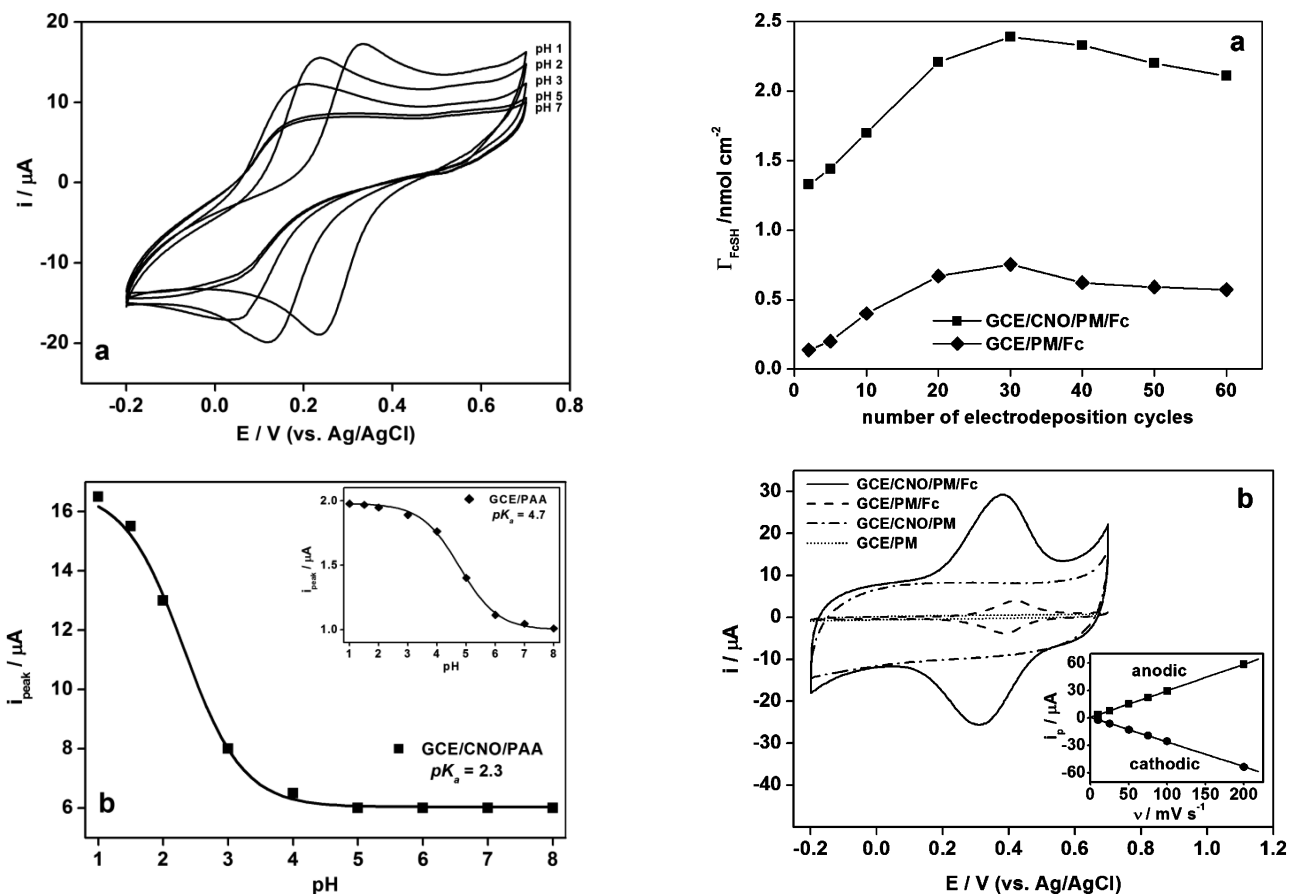 20
10
0
-10
-20
i / µA
pH 1
pH 2
pH 3
pH 5
pH 7
a
-0.2 0.0 0.2 0.4 0.6 0.8
E / V (vs. Ag/AgCl)
2.5
2.0
1.5
1.0
0.5
0.0
Γ_FcSH /nmol cm⁻²
a
GCE/CNO/PM/Fc
GCE/PM/Fc
0 10 20 30 40 50 60
number of electrodeposition cycles
16
14
12
10
8
6
i_peak / µA
2.0
1.5
1.0
i_peak / µA
GCE/PAA
pK_a = 4.7
1 2 3 4 5 6 7 8
pH
GCE/CNO/PAA
pK_a = 2.3
b
1 2 3 4 5 6 7 8
pH
30
20
10
0
-10
-20
-30
-40
i / µA
GCE/CNO/PM/Fc
GCE/PM/Fc
GCE/CNO/PM
GCE/PM
b
60
30
0
-30
-60
i_p / µA
anodic
cathodic
0 50 100 150 200
ν / mV s⁻¹
-0.2 0.0 0.2 0.4 0.6 0.8 1.0 1.2
E / V (vs. Ag/AgCl)